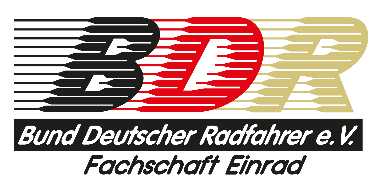 BDR
Bund Deutscher Radfahrer e.V.
Fachschaft Einrad